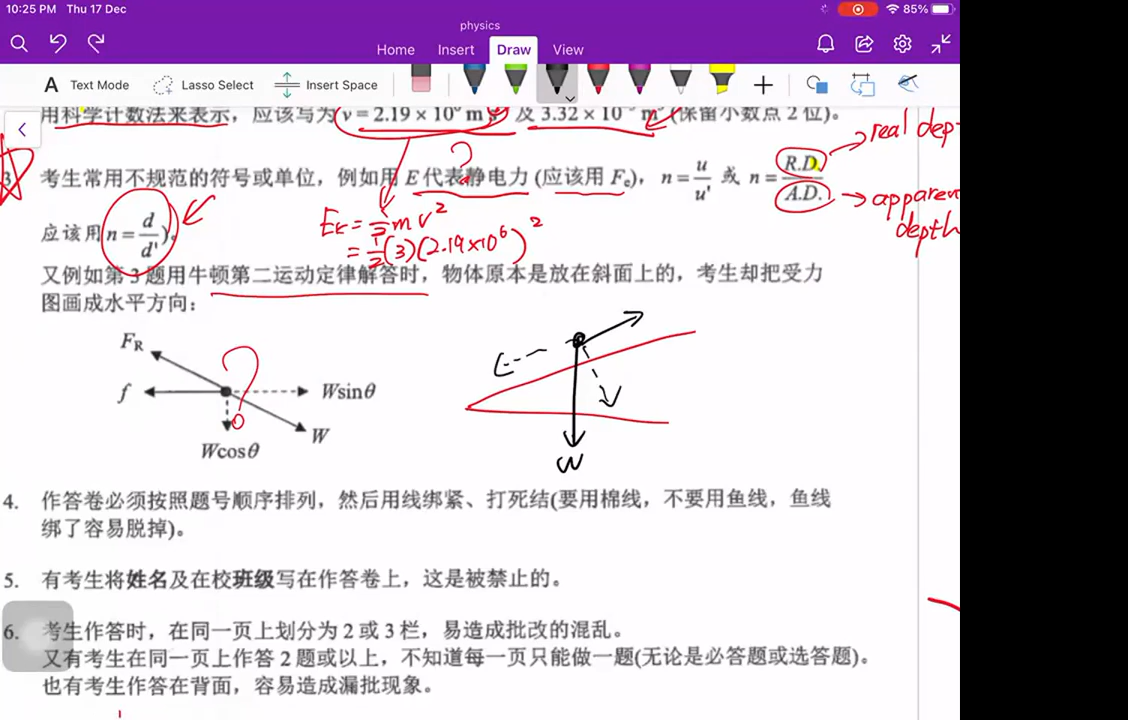 10:25 PM Thu 17 Dec
85%
physics
Home Insert Draw View
Text Mode Lasso Select Insert Space
用科学计数法来表示，应该写为 v = 2.19 × 10⁶ m 及 3.32 × 10 m (保留小数点 2 位)。
real dep
3. 考生常用不规范的符号或单位，例如用 E 代表静电力 (应该用 Fe)，n = u/u' 或 n = R.D./A.D.
?
apparen
depth
应该用 n = d/d')。
Ek = 1/2 mv²
= 1/2 (3)(2.19×10⁶)²
又例如第 3 题用牛顿第二运动定律解答时，物体原本是放在斜面上的，考生却把受力
图画成水平方向：
FR
f
?
Wsinθ
W
Wcosθ
W
4. 作答卷必须按照题号顺序排列，然后用线绑紧、打死结(要用棉线，不要用鱼线，鱼线
绑了容易脱掉)。
5. 有考生将姓名及在校班级写在作答卷上，这是被禁止的。
6. 考生作答时，在同一页上划分为 2 或 3 栏，易造成批改的混乱。
又有考生在同一页上作答 2 题或以上，不知道每一页只能做一题(无论是必答题或选答题)。
也有考生作答在背面，容易造成漏批现象。